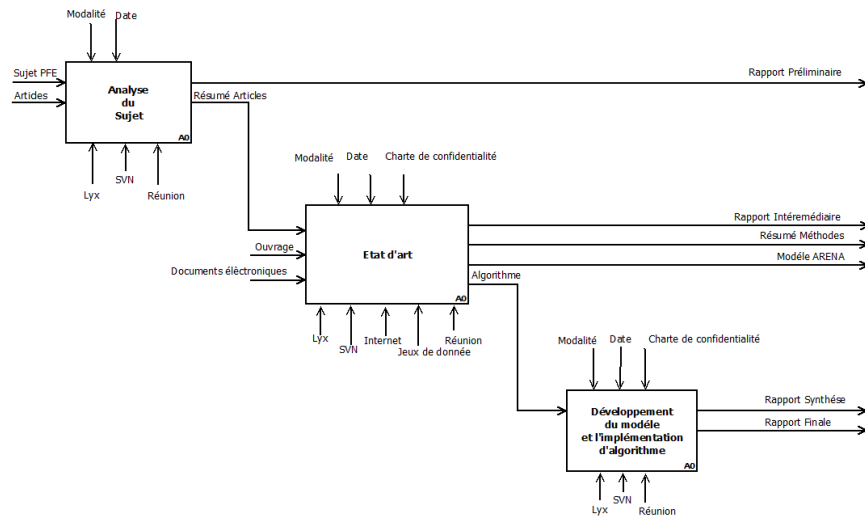 Modalité
Date
Sujet PFE
Articles
Analyse
du
Sujet
A0
Rapport Préliminaire
Résumé Articles
Lyx
SVN
Réunion
Modalité
Date
Charte de confidentialité
Ouvrage
Documents élèctroniques
Etat d'art
A0
Rapport Intéremédiaire
Résumé Méthodes
Modéle ARENA
Algorithme
Lyx
SVN
Internet
Jeux de donnée
Réunion
Modalité
Date
Charte de confidentialité
Développement
du modéle
et l'implémentation
d'algorithme
A0
Rapport Synthése
Rapport Finale
Lyx
SVN
Réunion